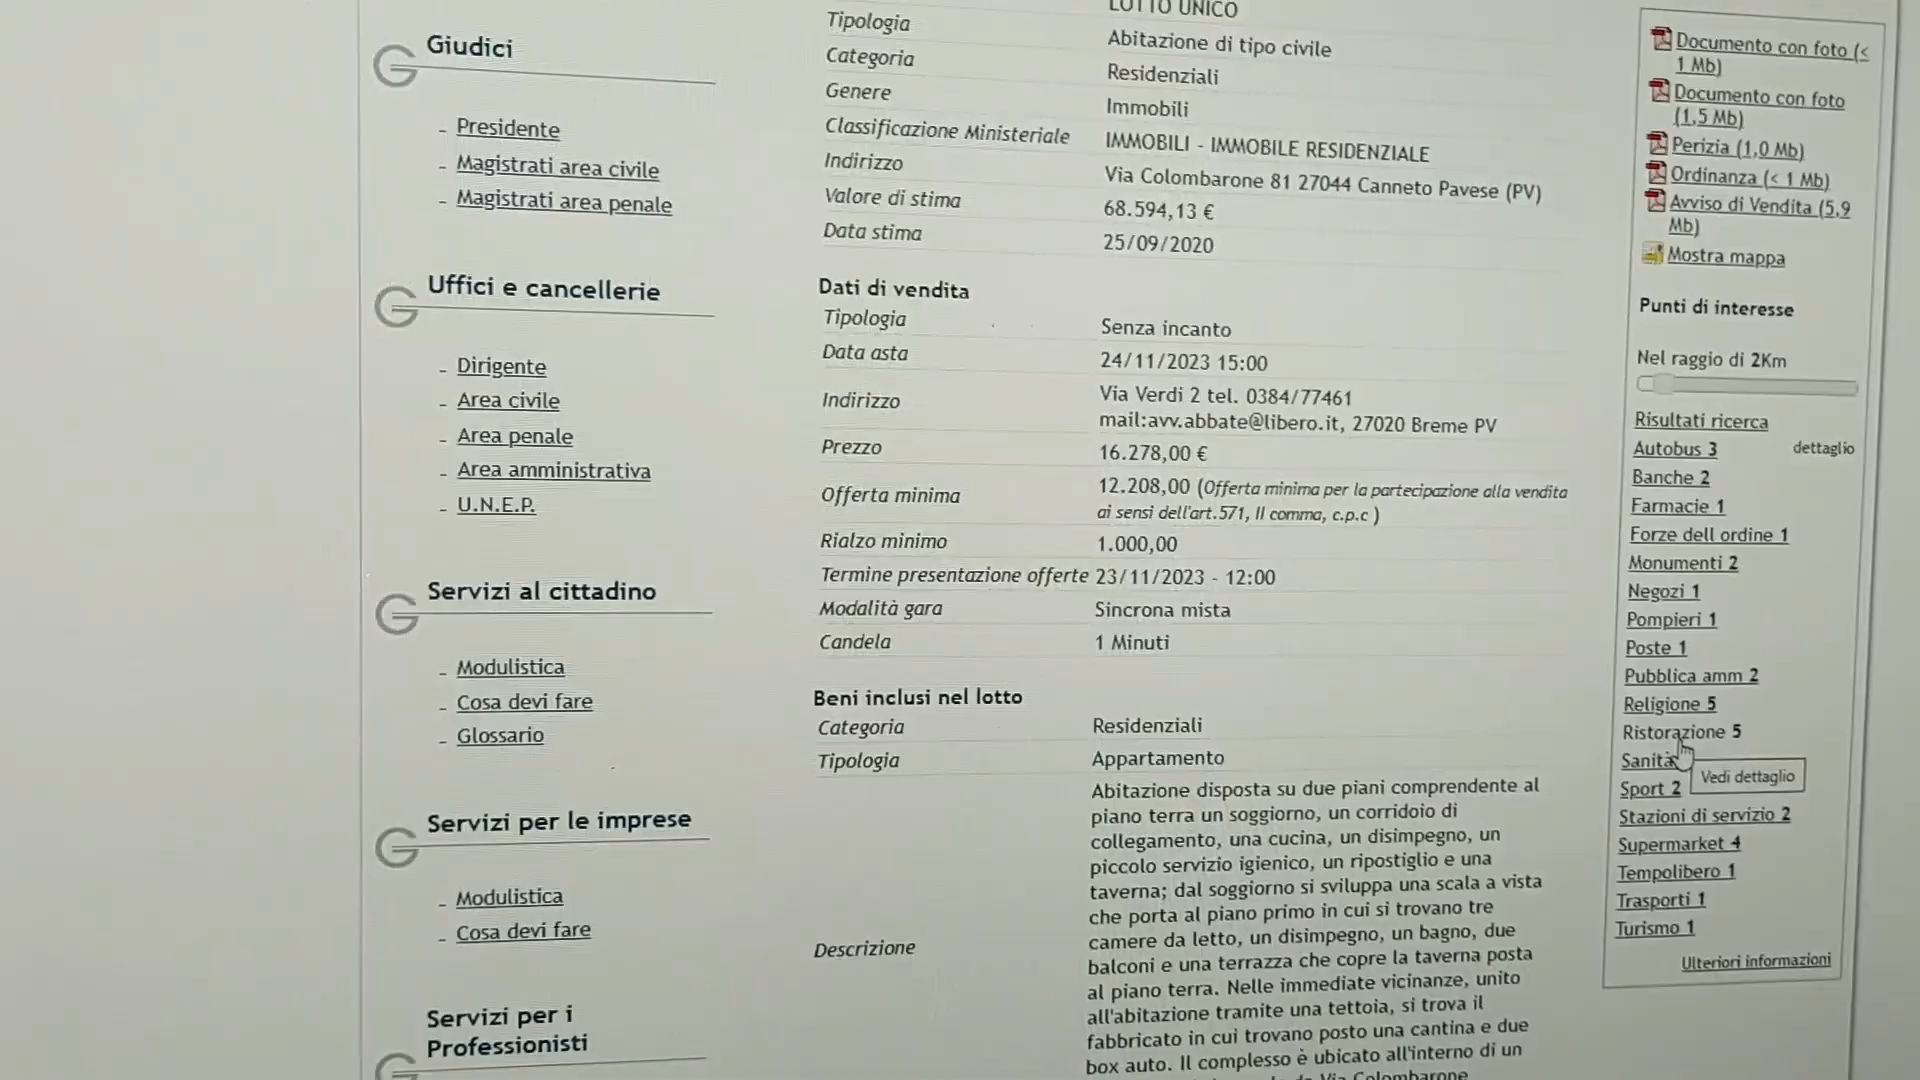 Giudici
- Presidente
- Magistrati area civile
- Magistrati area penale
Uffici e cancellerie
- Dirigente
- Area civile
- Area penale
- Area amministrativa
- U.N.E.P.
Servizi al cittadino
- Modulistica
- Cosa devi fare
- Glossario
Servizi per le imprese
- Modulistica
- Cosa devi fare
Servizi per i
Professionisti
LOTTO UNICO
Tipologia Abitazione di tipo civile
Categoria Residenziali
Genere Immobili
Classificazione Ministeriale IMMOBILI - IMMOBILE RESIDENZIALE
Indirizzo Via Colombarone 81 27044 Canneto Pavese (PV)
Valore di stima 68.594,13 €
Data stima 25/09/2020
Dati di vendita
Tipologia Senza incanto
Data asta 24/11/2023 15:00
Indirizzo Via Verdi 2 tel. 0384/77461
mail:avv.abbate@libero.it, 27020 Breme PV
Prezzo 16.278,00 €
Offerta minima 12.208,00 (Offerta minima per la partecipazione alla vendita
ai sensi dell'art.571, II comma, c.p.c )
Rialzo minimo 1.000,00
Termine presentazione offerte 23/11/2023 - 12:00
Modalità gara Sincrona mista
Candela 1 Minuti
Beni inclusi nel lotto
Categoria Residenziali
Tipologia Appartamento
Descrizione
Abitazione disposta su due piani comprendente al
piano terra un soggiorno, un corridoio di
collegamento, una cucina, un disimpegno, un
piccolo servizio igienico, un ripostiglio e una
taverna; dal soggiorno si sviluppa una scala a vista
che porta al piano primo in cui si trovano tre
camere da letto, un disimpegno, un bagno, due
balconi e una terrazza che copre la taverna posta
al piano terra. Nelle immediate vicinanze, unito
all'abitazione tramite una tettoia, si trova il
fabbricato in cui trovano posto una cantina e due
box auto. Il complesso è ubicato all'interno di un
Via Colombarone
Documento con foto (<
1 Mb)
Documento con foto
(1,5 Mb)
Perizia (1,0 Mb)
Ordinanza (< 1 Mb)
Avviso di Vendita (5,9
Mb)
Mostra mappa
Punti di interesse
Nel raggio di 2Km
Risultati ricerca
Autobus 3 dettaglio
Banche 2
Farmacie 1
Forze dell ordine 1
Monumenti 2
Negozi 1
Pompieri 1
Poste 1
Pubblica amm 2
Religione 5
Ristorazione 5
Sanità
Vedi dettaglio
Sport 2
Stazioni di servizio 2
Supermarket 4
Tempolibero 1
Trasporti 1
Turismo 1
Ulteriori informazioni